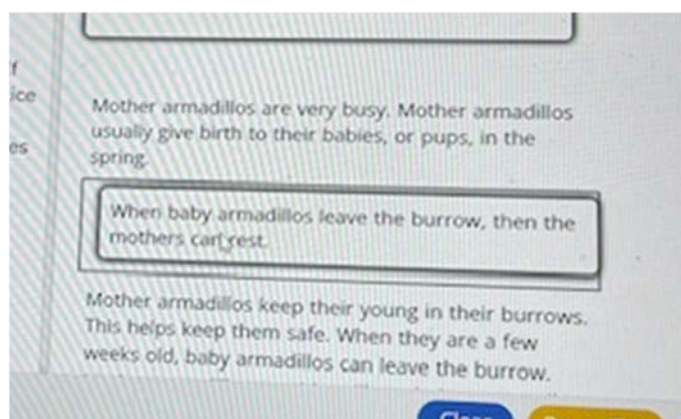 ice
es
Mother armadillos are very busy. Mother armadillos
usually give birth to their babies, or pups, in the
spring.
When baby armadillos leave the burrow, then the
mothers can rest.
Mother armadillos keep their young in their burrows.
This helps keep them safe. When they are a few
weeks old, baby armadillos can leave the burrow.